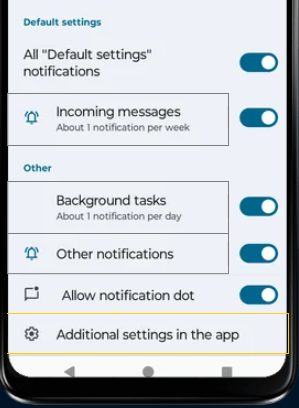 Default settings
All "Default settings"
notifications
Incoming messages
About 1 notification per week
Other
Background tasks
About 1 notification per day
Other notifications
Allow notification dot
Additional settings in the app